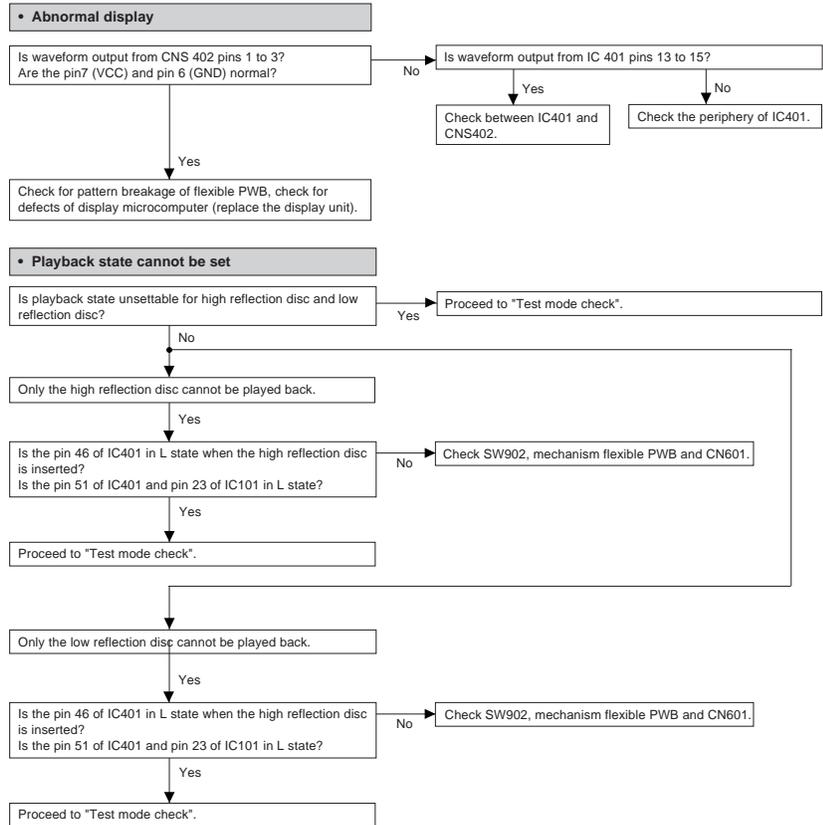 • Abnormal display
Is waveform output from CNS 402 pins 1 to 3?
Are the pin7 (VCC) and pin 6 (GND) normal?
No
Is waveform output from IC 401 pins 13 to 15?
Yes
No
Check between IC401 and
CNS402.
Check the periphery of IC401.
Yes
Check for pattern breakage of flexible PWB, check for
defects of display microcomputer (replace the display unit).
• Playback state cannot be set
Is playback state unsettable for high reflection disc and low
reflection disc?
Yes
Proceed to "Test mode check".
No
Only the high reflection disc cannot be played back.
Yes
Is the pin 46 of IC401 in L state when the high reflection disc
is inserted?
Is the pin 51 of IC401 and pin 23 of IC101 in L state?
No
Check SW902, mechanism flexible PWB and CN601.
Yes
Proceed to "Test mode check".
Only the low reflection disc cannot be played back.
Yes
Is the pin 46 of IC401 in L state when the high reflection disc
is inserted?
Is the pin 51 of IC401 and pin 23 of IC101 in L state?
No
Check SW902, mechanism flexible PWB and CN601.
Yes
Proceed to "Test mode check".